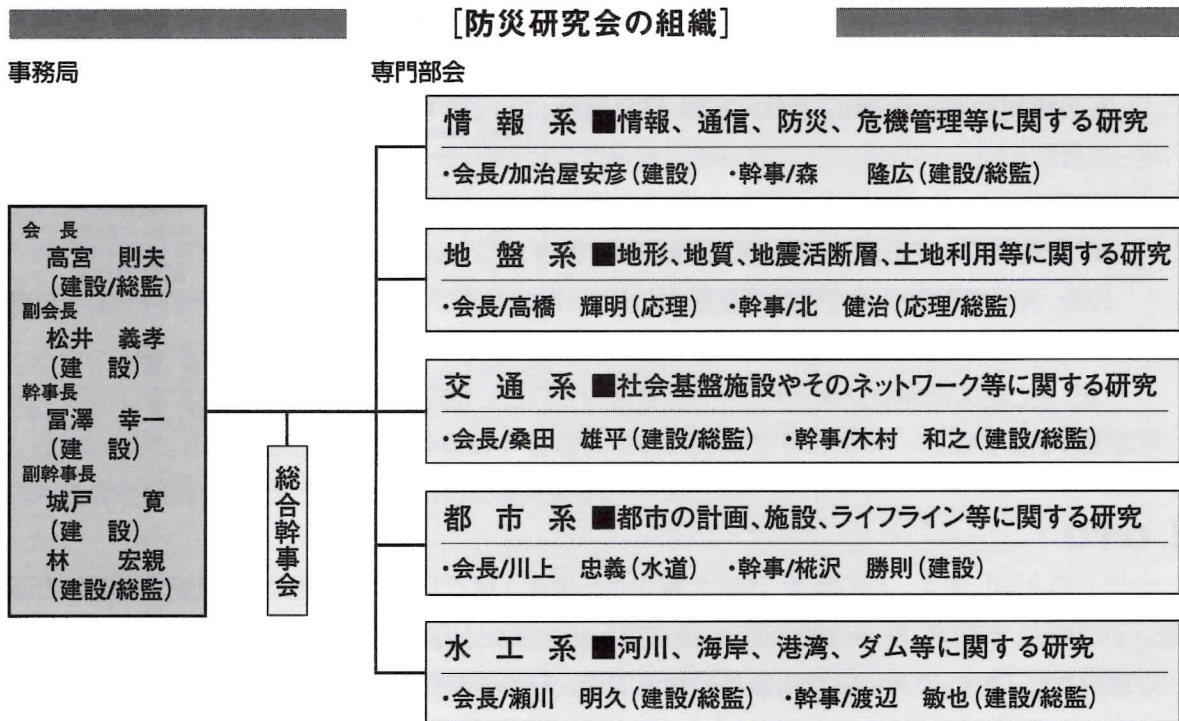 [防災研究会の組織]
事務局
会　長
高宮　則夫
(建設/総監)
副会長
松井　義孝
(建　設)
幹事長
冨澤　幸一
(建　設)
副幹事長
城戸　　寛
(建　設)
林　　宏親
(建設/総監)
総合幹事会
専門部会
情　報　系　■情報、通信、防災、危機管理等に関する研究
・会長/加治屋安彦(建設)　・幹事/森　　隆広(建設/総監)
地　盤　系　■地形、地質、地震活断層、土地利用等に関する研究
・会長/高橋　輝明(応理)　・幹事/北　健治(応理/総監)
交　通　系　■社会基盤施設やそのネットワーク等に関する研究
・会長/桑田　雄平(建設/総監)　・幹事/木村　和之(建設/総監)
都　市　系　■都市の計画、施設、ライフライン等に関する研究
・会長/川上　忠義(水道)　・幹事/椛沢　勝則(建設)
水　工　系　■河川、海岸、港湾、ダム等に関する研究
・会長/瀬川　明久(建設/総監)　・幹事/渡辺　敏也(建設/総監)